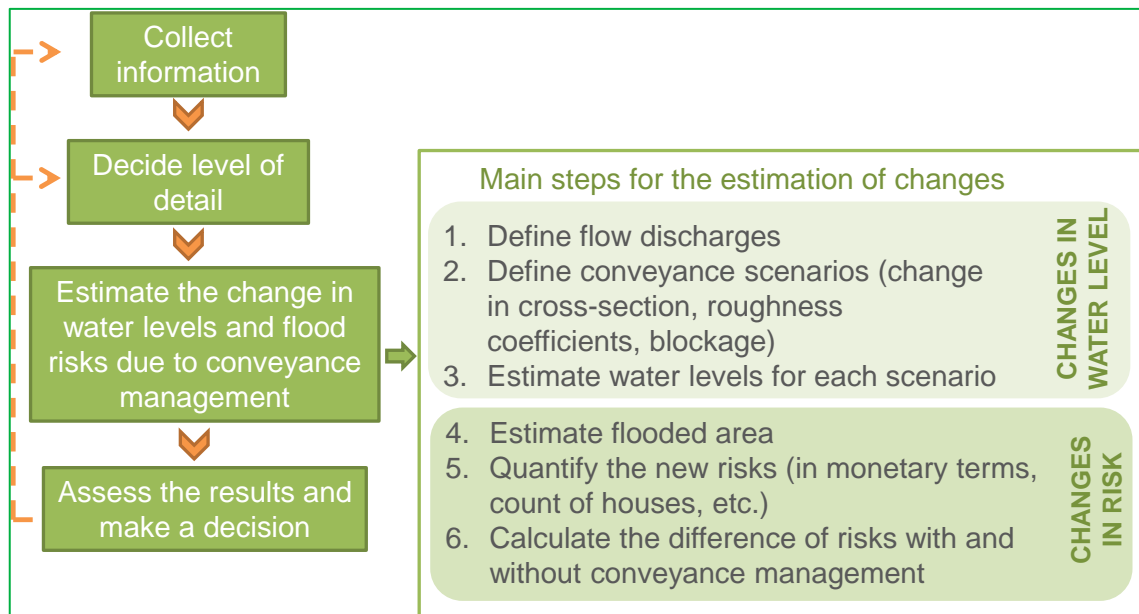 Collect
information
Decide level of
detail
Estimate the change in
water levels and flood
risks due to conveyance
management
Assess the results and
make a decision
Main steps for the estimation of changes
1. Define flow discharges
2. Define conveyance scenarios (change
in cross-section, roughness
coefficients, blockage)
3. Estimate water levels for each scenario
CHANGES IN
WATER LEVEL
4. Estimate flooded area
5. Quantify the new risks (in monetary terms,
count of houses, etc.)
6. Calculate the difference of risks with and
without conveyance management
CHANGES
IN RISK